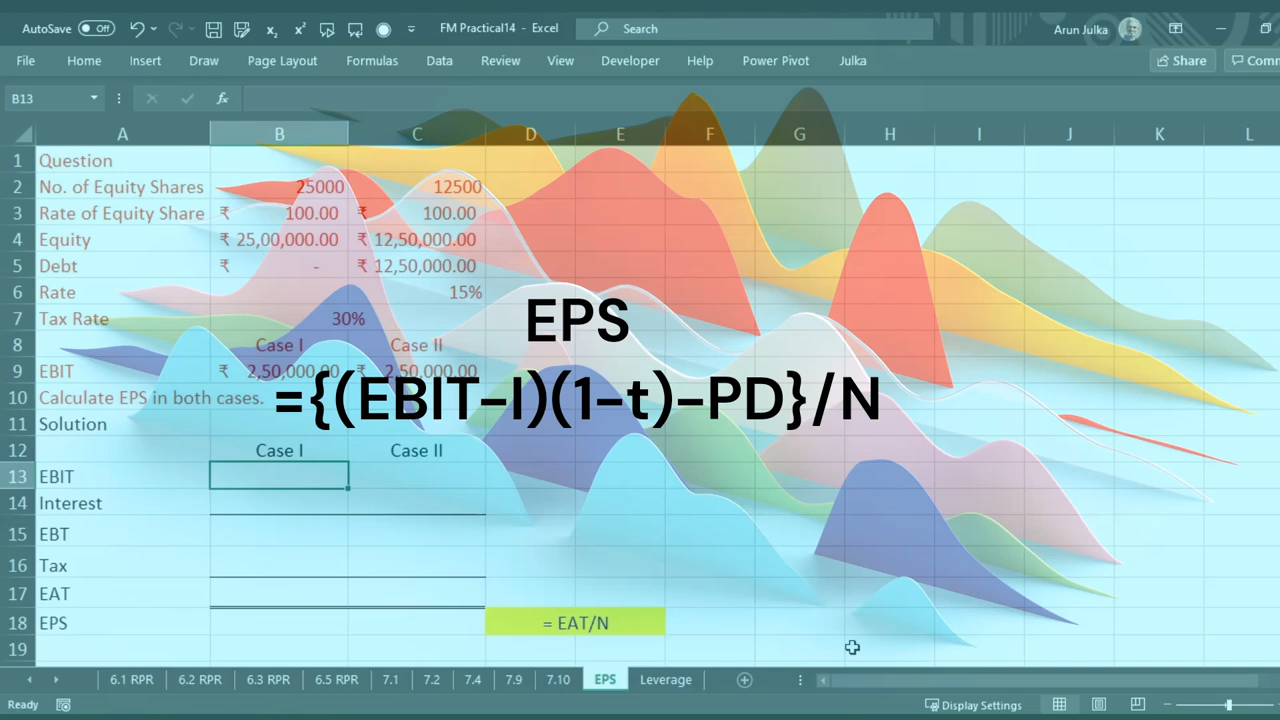 AutoSave Off FM Practical14 - Excel Search Arun Julka
File Home Insert Draw Page Layout Formulas Data Review View Developer Help Power Pivot Julka Share Comm
B13 fx
A B C D E F G H I J K L
1 Question
2 No. of Equity Shares 25000 12500
3 Rate of Equity Share ₹ 100.00 ₹ 100.00
4 Equity ₹ 25,00,000.00 ₹ 12,50,000.00
5 Debt ₹ - ₹ 12,50,000.00
6 Rate 15%
7 Tax Rate 30%
EPS
8 Case I Case II
9 EBIT ₹ 2,50,000.00 ₹ 2,50,000.00
={(EBIT-I)(1-t)-PD}/N
10 Calculate EPS in both cases.
11 Solution
12 Case I Case II
13 EBIT
14 Interest
15 EBT
16 Tax
17 EAT
18 EPS = EAT/N
19
6.1 RPR 6.2 RPR 6.3 RPR 6.5 RPR 7.1 7.2 7.4 7.9 7.10 EPS Leverage
Ready Display Settings